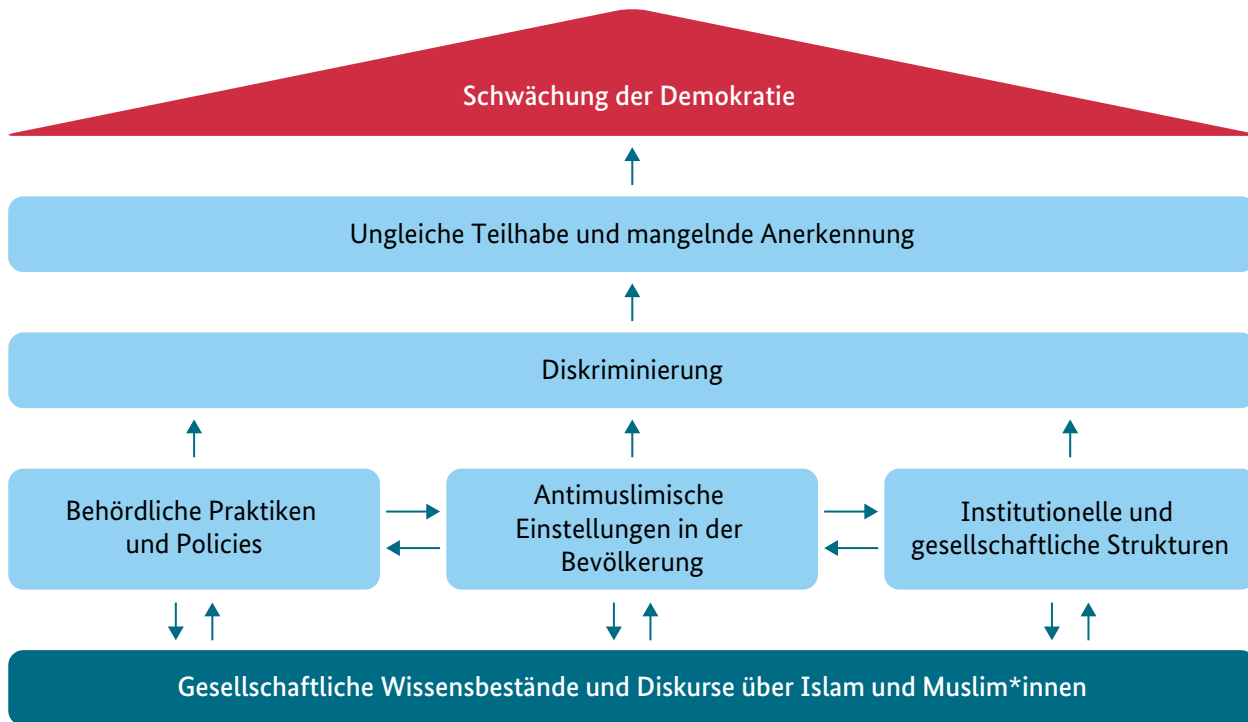 Schwächung der Demokratie
Ungleiche Teilhabe und mangelnde Anerkennung
Diskriminierung
Behördliche Praktiken
und Policies
Antimuslimische
Einstellungen in der
Bevölkerung
Institutionelle und
gesellschaftliche Strukturen
Gesellschaftliche Wissensbestände und Diskurse über Islam und Muslim*innen